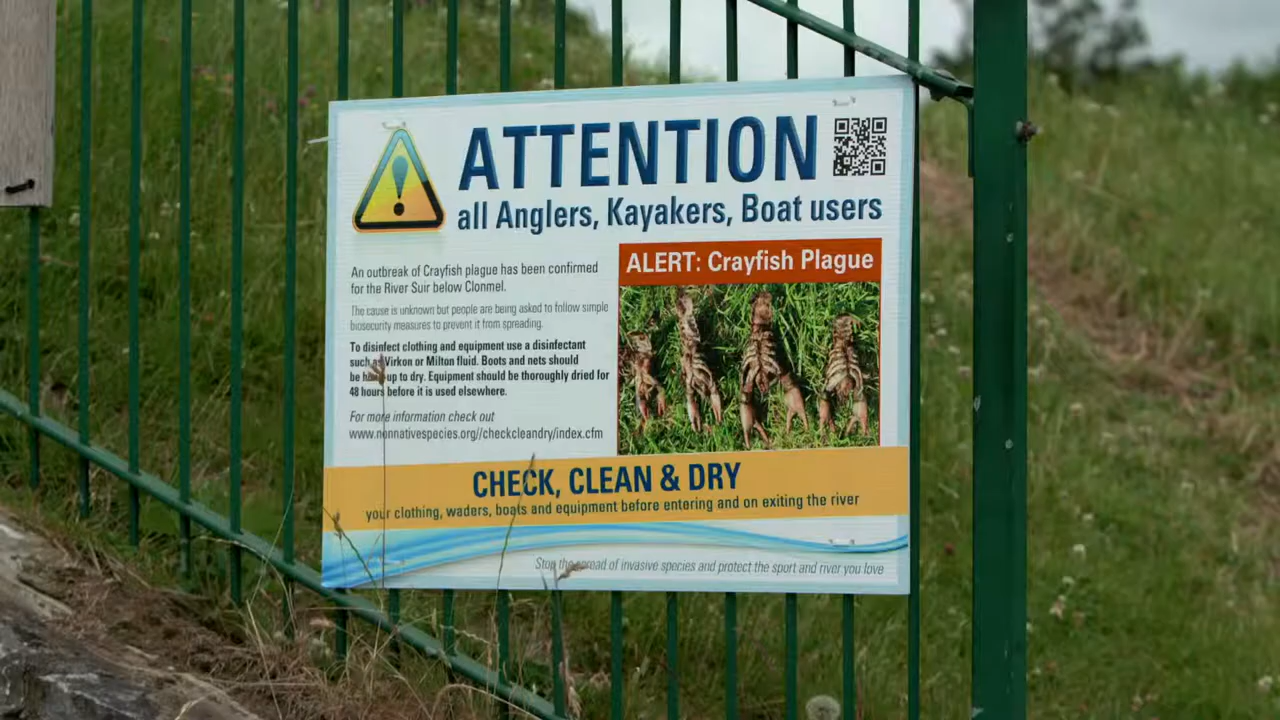 ATTENTION
all Anglers, Kayakers, Boat users
An outbreak of Crayfish plague has been confirmed
for the River Suir below Clonmel.
The cause is unknown but people are being asked to follow simple
biosecurity measures to prevent it from spreading.
To disinfect clothing and equipment use a disinfectant
such as Virkon or Milton fluid. Boots and nets should
be hung up to dry. Equipment should be thoroughly dried for
48 hours before it is used elsewhere.
For more information check out
www.nonnativespecies.org//checkcleandry/index.cfm
ALERT: Crayfish Plague
CHECK, CLEAN & DRY
your clothing, waders, boats and equipment before entering and on exiting the river
Stop the spread of invasive species and protect the sport and river you love